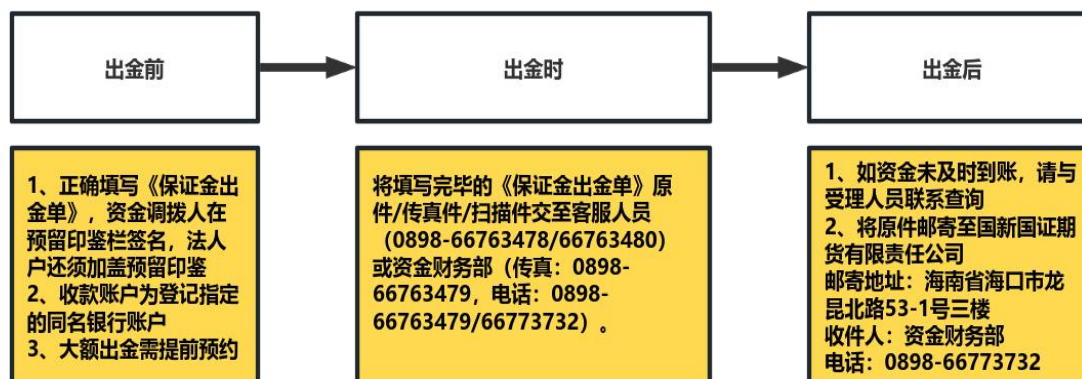 出金前
出金时
出金后
1、正确填写《保证金出
金单》，资金调拨人在
预留印鉴栏签名，法人
户还须加盖预留印鉴
2、收款账户为登记指定
的同名银行账户
3、大额出金需提前预约
将填写完毕的《保证金出金单》原
件/传真件/扫描件交至客服人员
（0898-66763478/66763480）
或资金财务部（传真：0898-
66763479，电话：0898-
66763479/66773732）。
1、如资金未及时到账，请与
受理人员联系查询
2、将原件邮寄至国新国证期
货有限责任公司
邮寄地址：海南省海口市龙
昆北路53-1号三楼
收件人：资金财务部
电话：0898-66773732